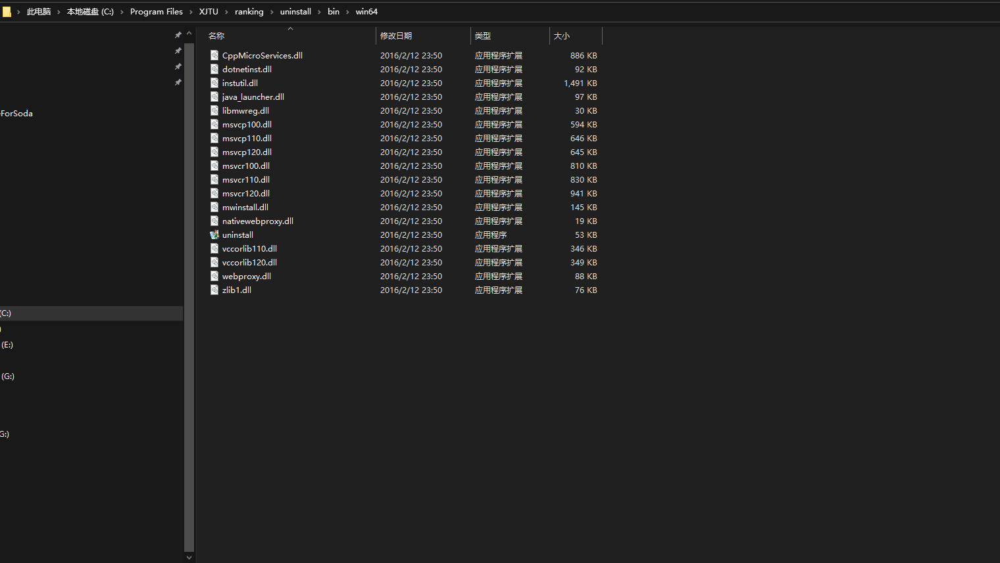 此电脑 › 本地磁盘 (C:) › Program Files › XJTU › ranking › uninstall › bin › win64
名称 修改日期 类型 大小
CppMicroServices.dll 2016/2/12 23:50 应用程序扩展 886 KB
dotnetinst.dll 2016/2/12 23:50 应用程序扩展 92 KB
instutil.dll 2016/2/12 23:50 应用程序扩展 1,491 KB
java_launcher.dll 2016/2/12 23:50 应用程序扩展 97 KB
libmwreg.dll 2016/2/12 23:50 应用程序扩展 30 KB
msvcp100.dll 2016/2/12 23:50 应用程序扩展 594 KB
msvcp110.dll 2016/2/12 23:50 应用程序扩展 646 KB
msvcp120.dll 2016/2/12 23:50 应用程序扩展 645 KB
msvcr100.dll 2016/2/12 23:50 应用程序扩展 810 KB
msvcr110.dll 2016/2/12 23:50 应用程序扩展 830 KB
msvcr120.dll 2016/2/12 23:50 应用程序扩展 941 KB
mwinstall.dll 2016/2/12 23:50 应用程序扩展 145 KB
nativewebproxy.dll 2016/2/12 23:50 应用程序扩展 19 KB
uninstall 2016/2/12 23:50 应用程序 53 KB
vccorlib110.dll 2016/2/12 23:50 应用程序扩展 346 KB
vccorlib120.dll 2016/2/12 23:50 应用程序扩展 349 KB
webproxy.dll 2016/2/12 23:50 应用程序扩展 88 KB
zlib1.dll 2016/2/12 23:50 应用程序扩展 76 KB
ForSoda
(C:)
)
(E:)
(G:)
G:)